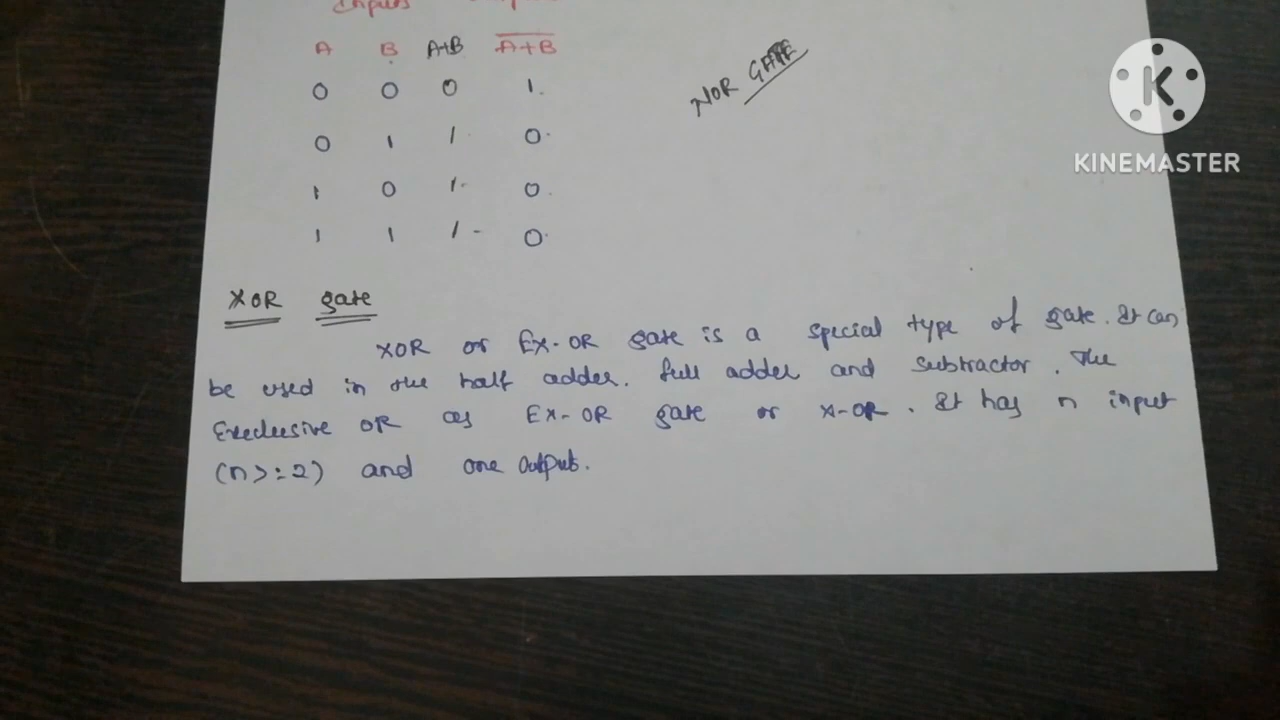 Inputs
A B A+B A+B
0 0 0 1
0 1 1 0
1 0 1 0
1 1 1 0
NOR GATE
KINEMASTER
XOR gate
XOR or EX-OR gate is a special type of gate. It can
be used in the half adder. full adder and subtractor. The
Execlusive OR as EX-OR gate or X-OR. It has n input
(n>=2) and one output.